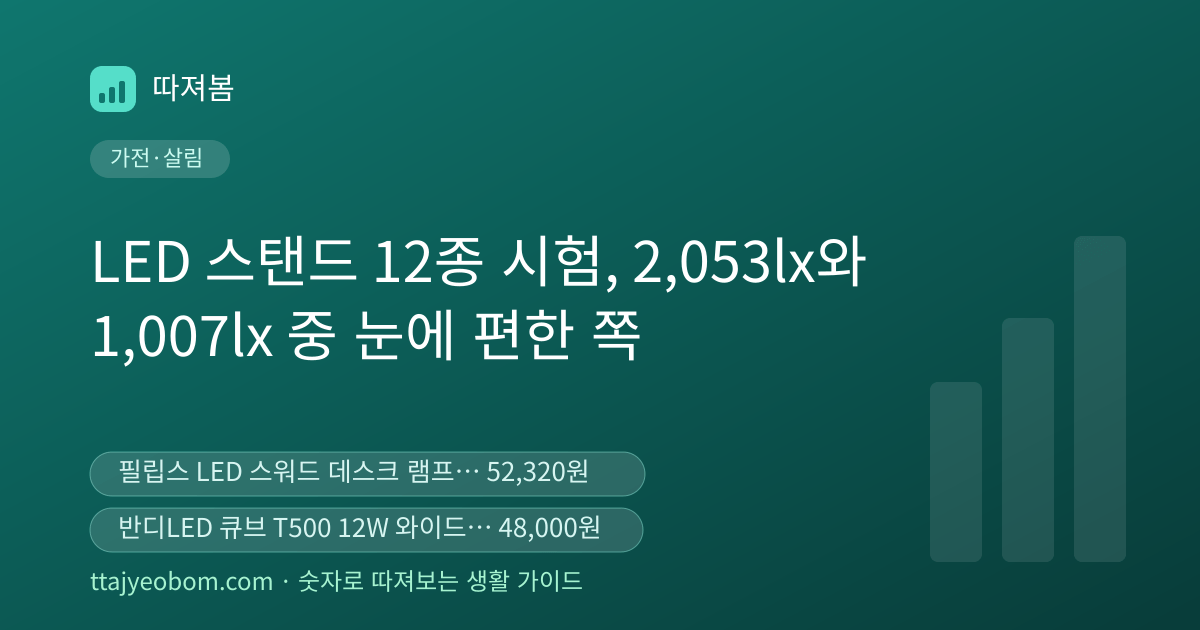 따져봄
가전·살림
LED 스탠드 12종 시험, 2,053lx와
1,007lx 중 눈에 편한 쪽
필립스 LED 스워드 데스크 램프… 52,320원
반디LED 큐브 T500 12W 와이드… 48,000원
ttajyeobom.com · 숫자로 따져보는 생활 가이드